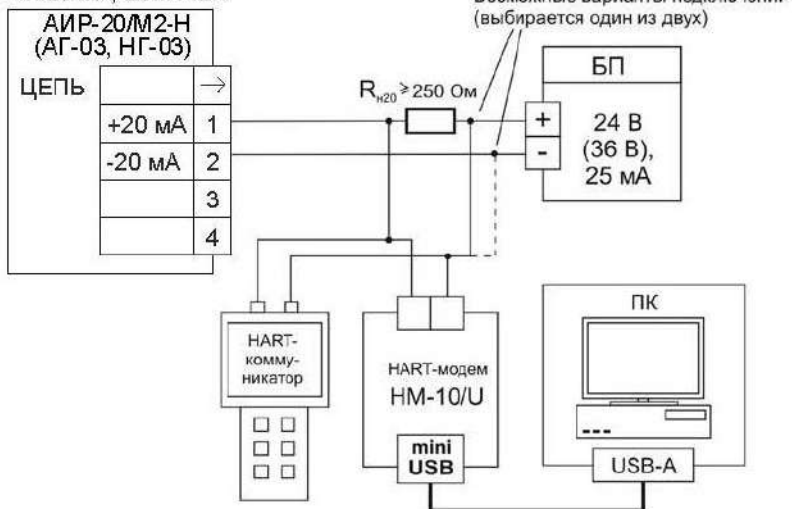 Возможные варианты подключения
(выбирается один из двух)
АИР-20/М2-Н
(АГ-03, НГ-03)
ЦЕПЬ →
+20 мА 1
-20 мА 2
3
4
Rн20 ≥ 250 Ом
БП
+
-
24 В
(36 В),
25 мА
HART-
комму-
никатор
HART-модем
HM-10/U
mini
USB
ПК
USB-A